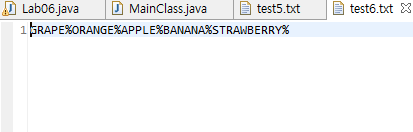 Lab06.java MainClass.java test5.txt test6.txt
1 GRAPE%ORANGE%APPLE%BANANA%STRAWBERRY%